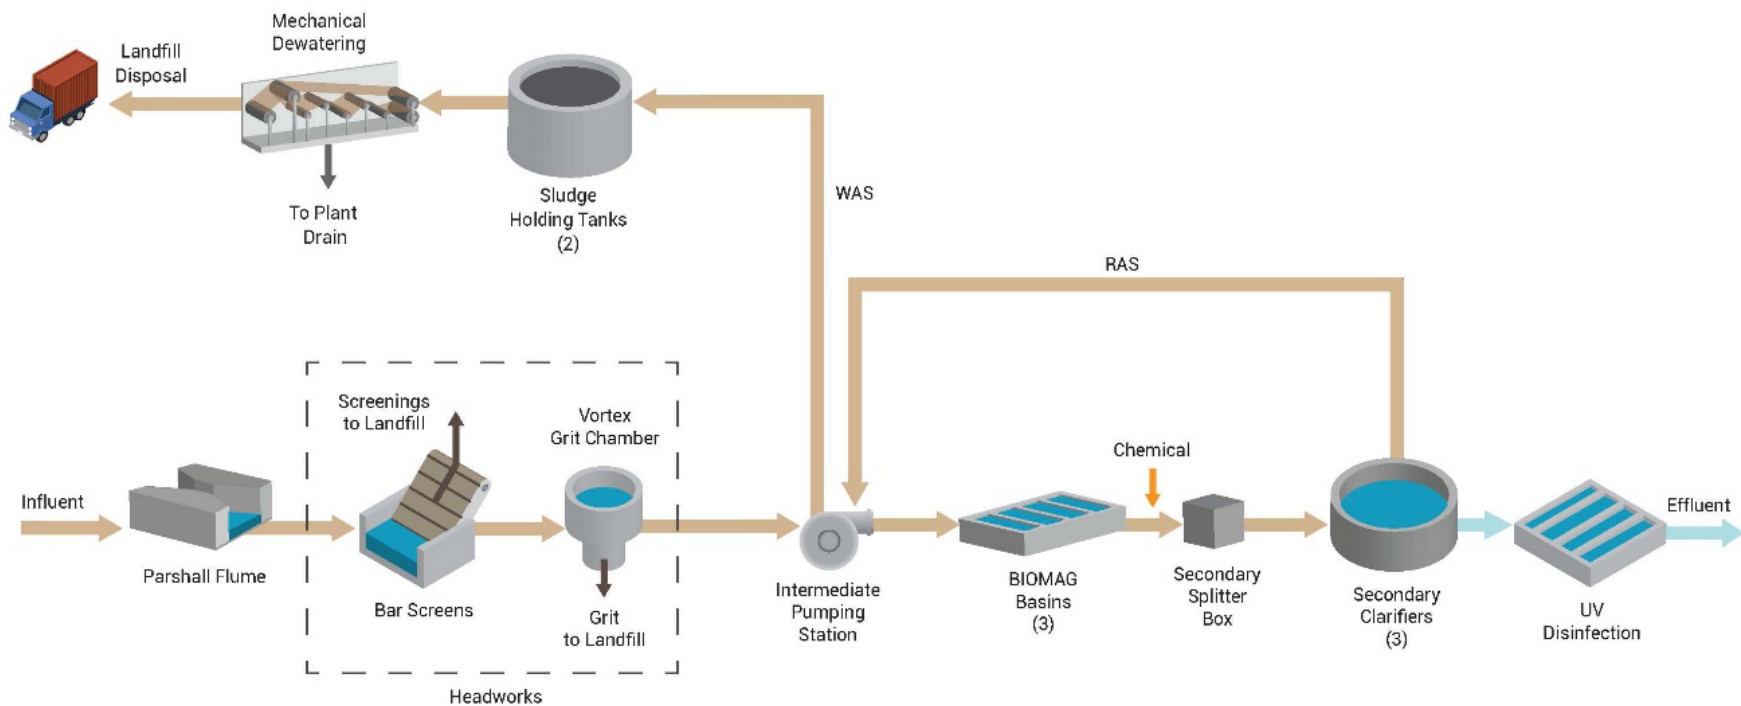 Mechanical
Dewatering
Landfill
Disposal
To Plant
Drain
Sludge
Holding Tanks
(2)
WAS
RAS
Screenings
to Landfill
Vortex
Grit Chamber
Chemical
Influent
Effluent
Parshall Flume
Bar Screens
Grit
to Landfill
Intermediate
Pumping
Station
BIOMAG
Basins
(3)
Secondary
Splitter
Box
Secondary
Clarifiers
(3)
UV
Disinfection
Headworks